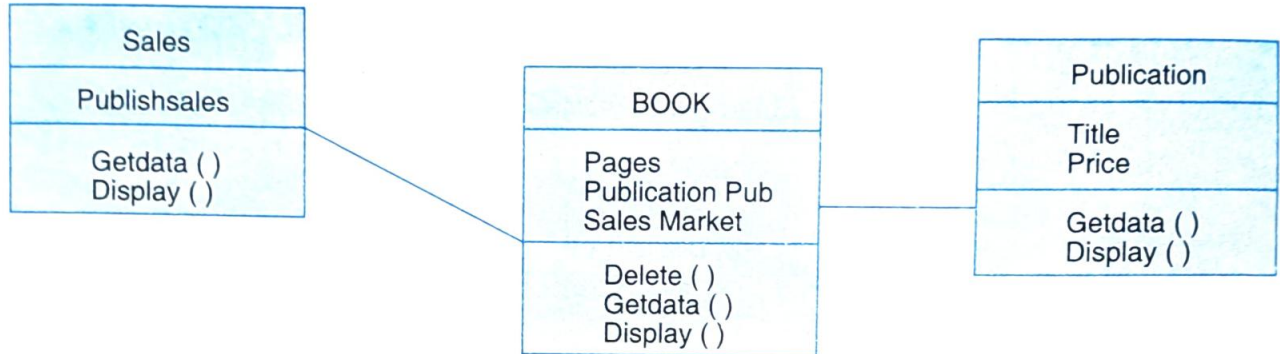 Sales
Publishsales
Getdata ( )
Display ( )
BOOK
Pages
Publication Pub
Sales Market
Delete ( )
Getdata ( )
Display ( )
Publication
Title
Price
Getdata ( )
Display ( )